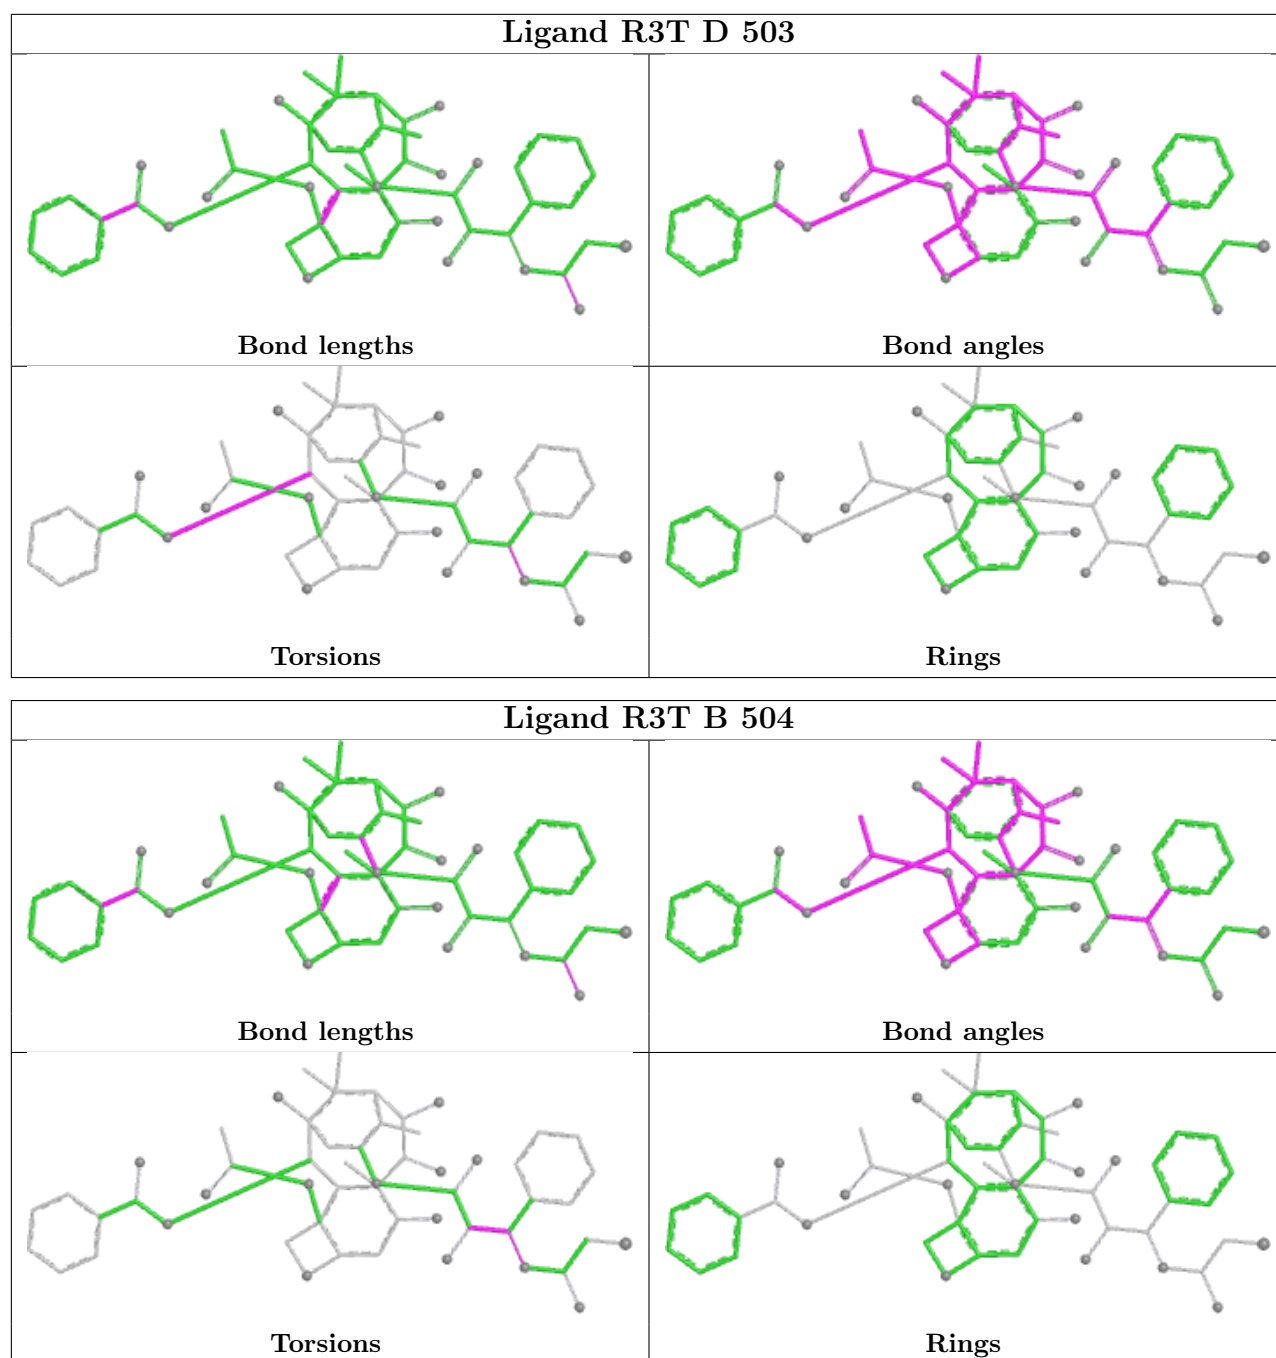 Ligand R3T D 503
Bond lengths
Bond angles
Torsions
Rings
Ligand R3T B 504
Bond lengths
Bond angles
Torsions
Rings